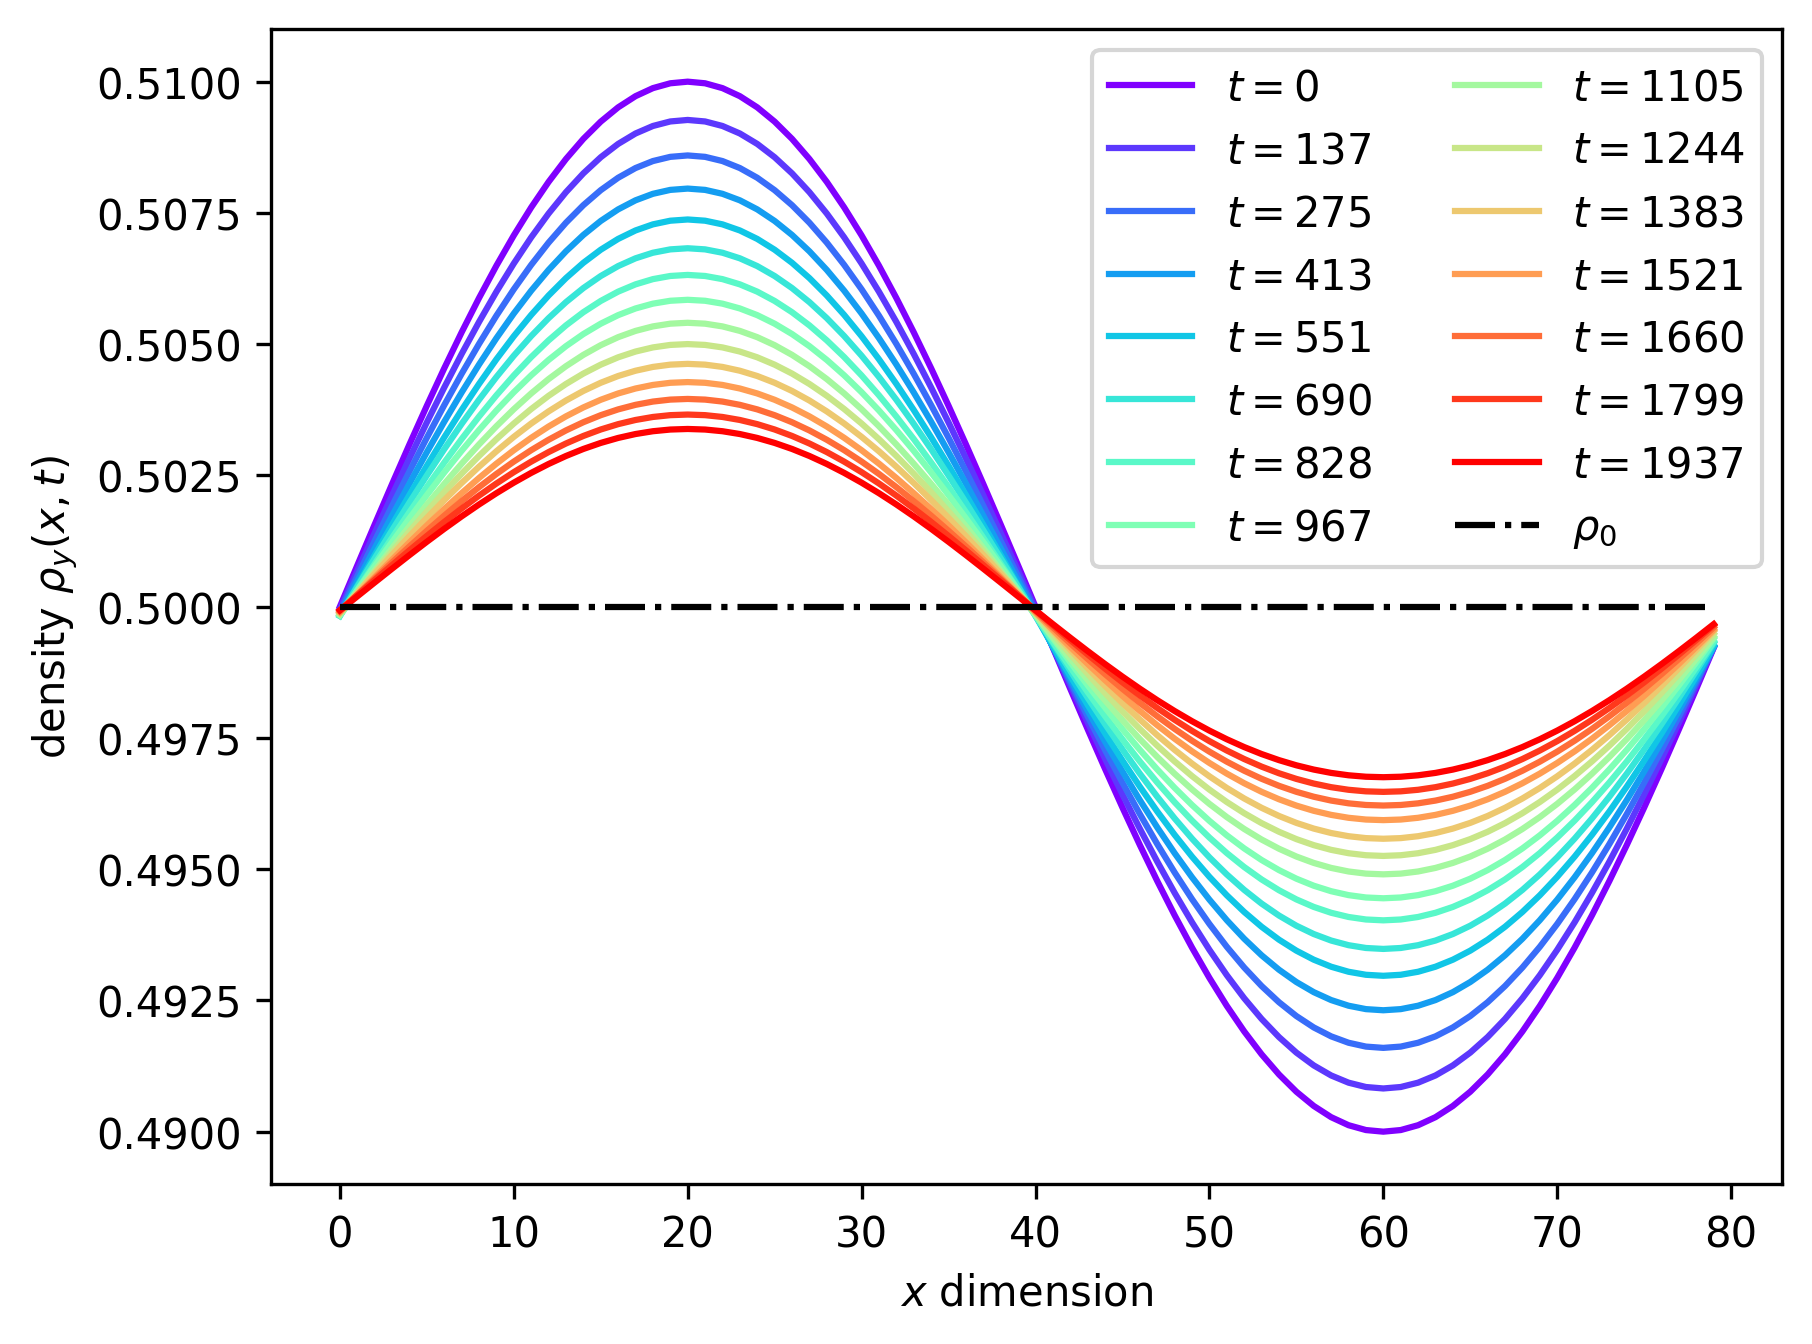 0.5100
0.5075
0.5050
0.5025
0.5000
0.4975
0.4950
0.4925
0.4900
density ρ_y(x, t)
0 10 20 30 40 50 60 70 80
x dimension
t = 0
t = 137
t = 275
t = 413
t = 551
t = 690
t = 828
t = 967
t = 1105
t = 1244
t = 1383
t = 1521
t = 1660
t = 1799
t = 1937
ρ₀